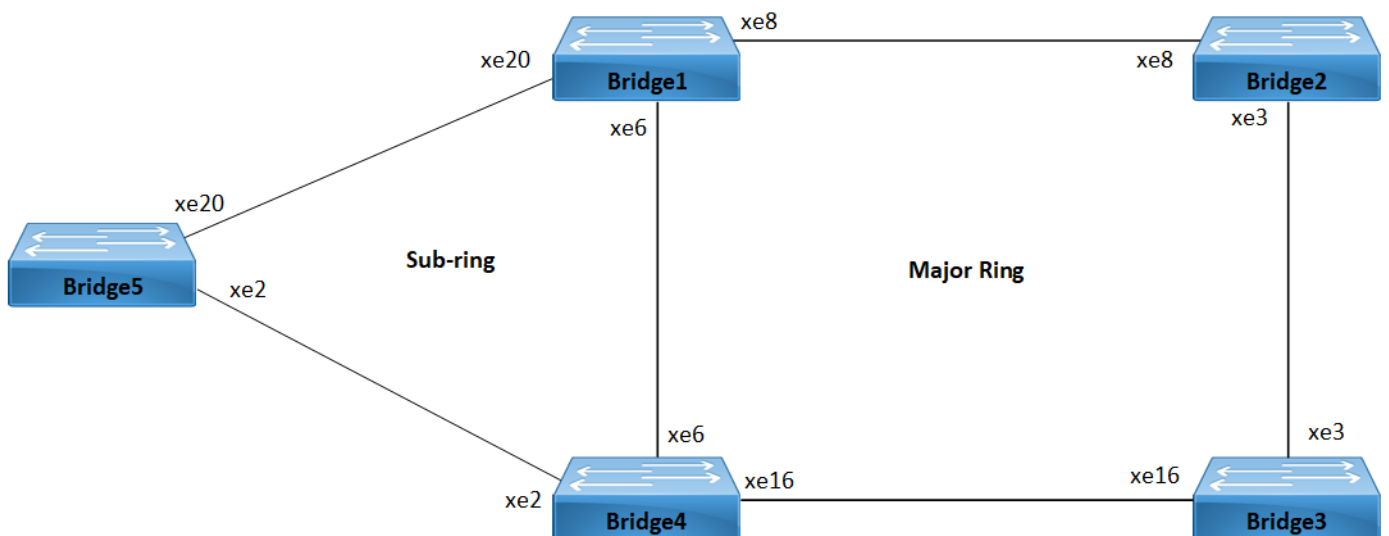 xe8
xe20
Bridge1
xe8
Bridge2
xe6
xe3
xe20
Sub-ring
Major Ring
Bridge5
xe2
xe6
xe3
xe16
xe16
xe2
Bridge4
Bridge3